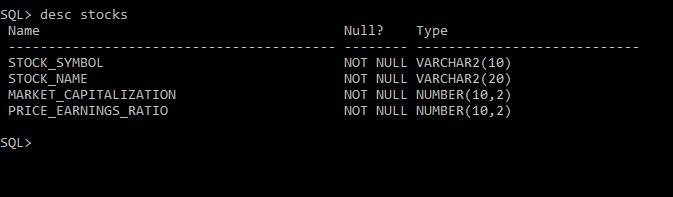 SQL> desc stocks
Name Null? Type
----------------------------------------- -------- ----------------------------
STOCK_SYMBOL NOT NULL VARCHAR2(10)
STOCK_NAME NOT NULL VARCHAR2(20)
MARKET_CAPITALIZATION NOT NULL NUMBER(10,2)
PRICE_EARNINGS_RATIO NOT NULL NUMBER(10,2)
SQL>